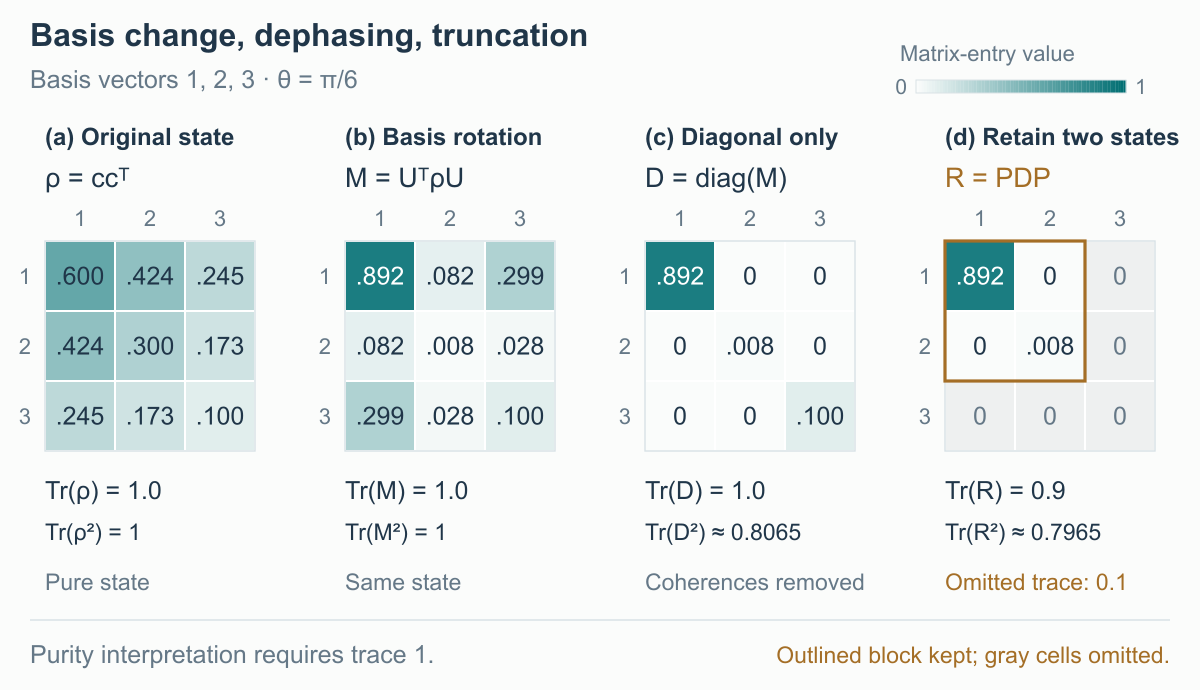 Basis change, dephasing, truncation
Basis vectors 1, 2, 3 · θ = π/6
Matrix-entry value
0 1
(a) Original state
ρ = ccᵀ
1 2 3
1 .600 .424 .245
2 .424 .300 .173
3 .245 .173 .100
Tr(ρ) = 1.0
Tr(ρ²) = 1
Pure state
(b) Basis rotation
M = UᵀρU
1 2 3
1 .892 .082 .299
2 .082 .008 .028
3 .299 .028 .100
Tr(M) = 1.0
Tr(M²) = 1
Same state
(c) Diagonal only
D = diag(M)
1 2 3
1 .892 0 0
2 0 .008 0
3 0 0 .100
Tr(D) = 1.0
Tr(D²) ≈ 0.8065
Coherences removed
(d) Retain two states
R = PDP
1 2 3
1 .892 0 0
2 0 .008 0
3 0 0 0
Tr(R) = 0.9
Tr(R²) ≈ 0.7965
Omitted trace: 0.1
Purity interpretation requires trace 1.
Outlined block kept; gray cells omitted.